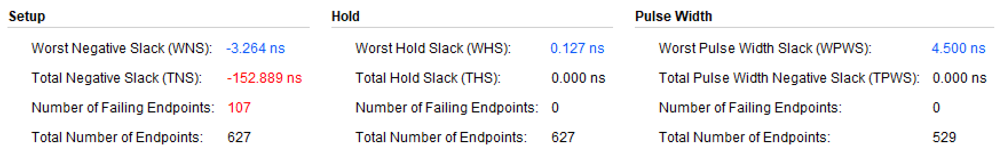 Setup
Worst Negative Slack (WNS): -3.264 ns
Total Negative Slack (TNS): -152.889 ns
Number of Failing Endpoints: 107
Total Number of Endpoints: 627
Hold
Worst Hold Slack (WHS): 0.127 ns
Total Hold Slack (THS): 0.000 ns
Number of Failing Endpoints: 0
Total Number of Endpoints: 627
Pulse Width
Worst Pulse Width Slack (WPWS): 4.500 ns
Total Pulse Width Negative Slack (TPWS): 0.000 ns
Number of Failing Endpoints: 0
Total Number of Endpoints: 529